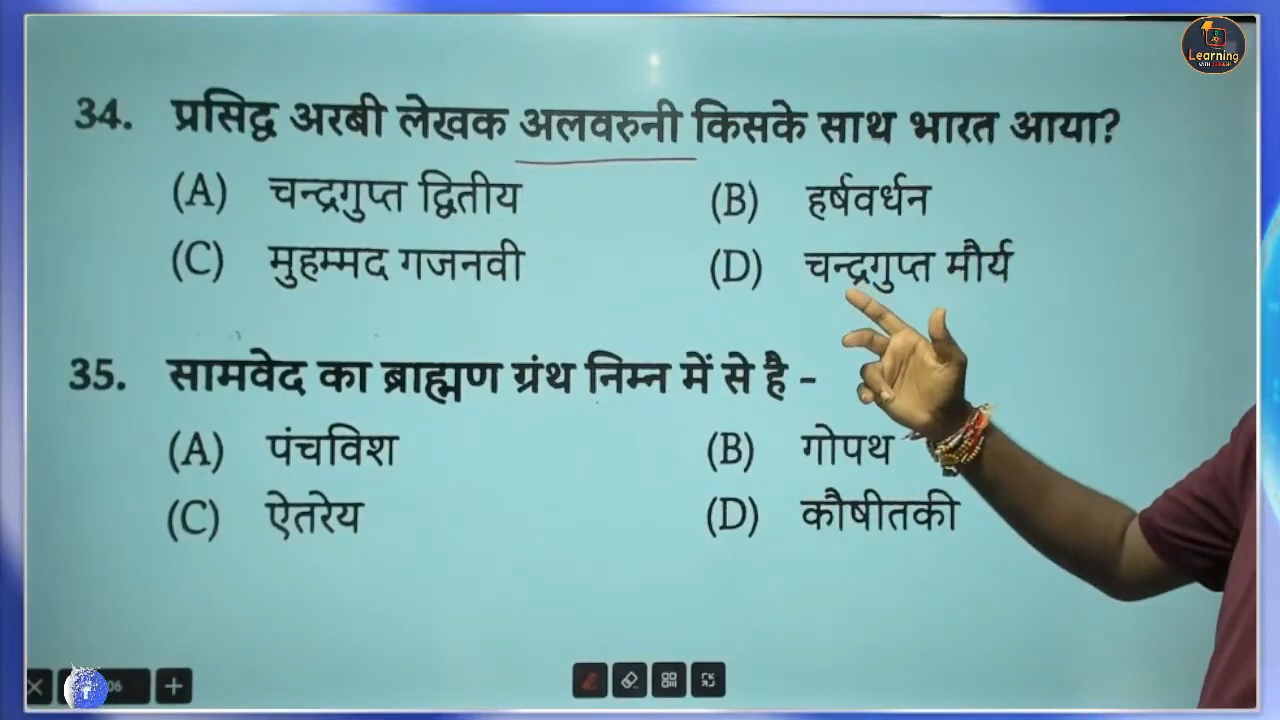 Learning
34. प्रसिद्ध अरबी लेखक अलवरुनी किसके साथ भारत आया?
(A) चन्द्रगुप्त द्वितीय (B) हर्षवर्धन
(C) मुहम्मद गजनवी (D) चन्द्रगुप्त मौर्य
35. सामवेद का ब्राह्मण ग्रंथ निम्न में से है -
(A) पंचविश (B) गोपथ
(C) ऐतरेय (D) कौषीतकी